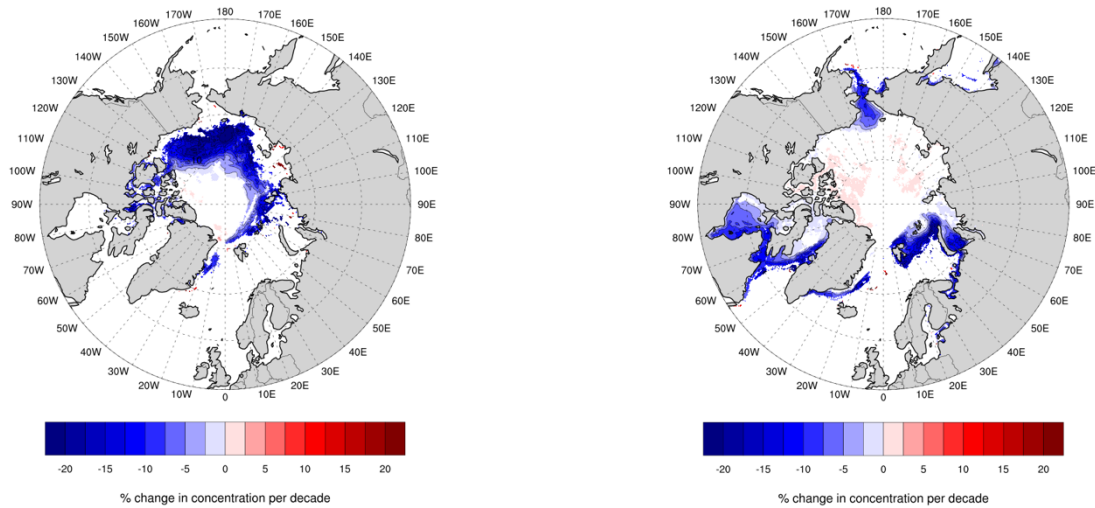 180
170W 170E
160W 160E
150W 150E
140W 140E
130W 130E
120W 120E
110W 110E
100W 100E
90W 90E
80W 80E
70W 70E
60W 60E
50W 50E
40W 40E
30W 30E
20W 20E
10W 10E
0
-20 -15 -10 -5 0 5 10 15 20
% change in concentration per decade
180
170W 170E
160W 160E
150W 150E
140W 140E
130W 130E
120W 120E
110W 110E
100W 100E
90W 90E
80W 80E
70W 70E
60W 60E
50W 50E
40W 40E
30W 30E
20W 20E
10W 10E
0
-20 -15 -10 -5 0 5 10 15 20
% change in concentration per decade